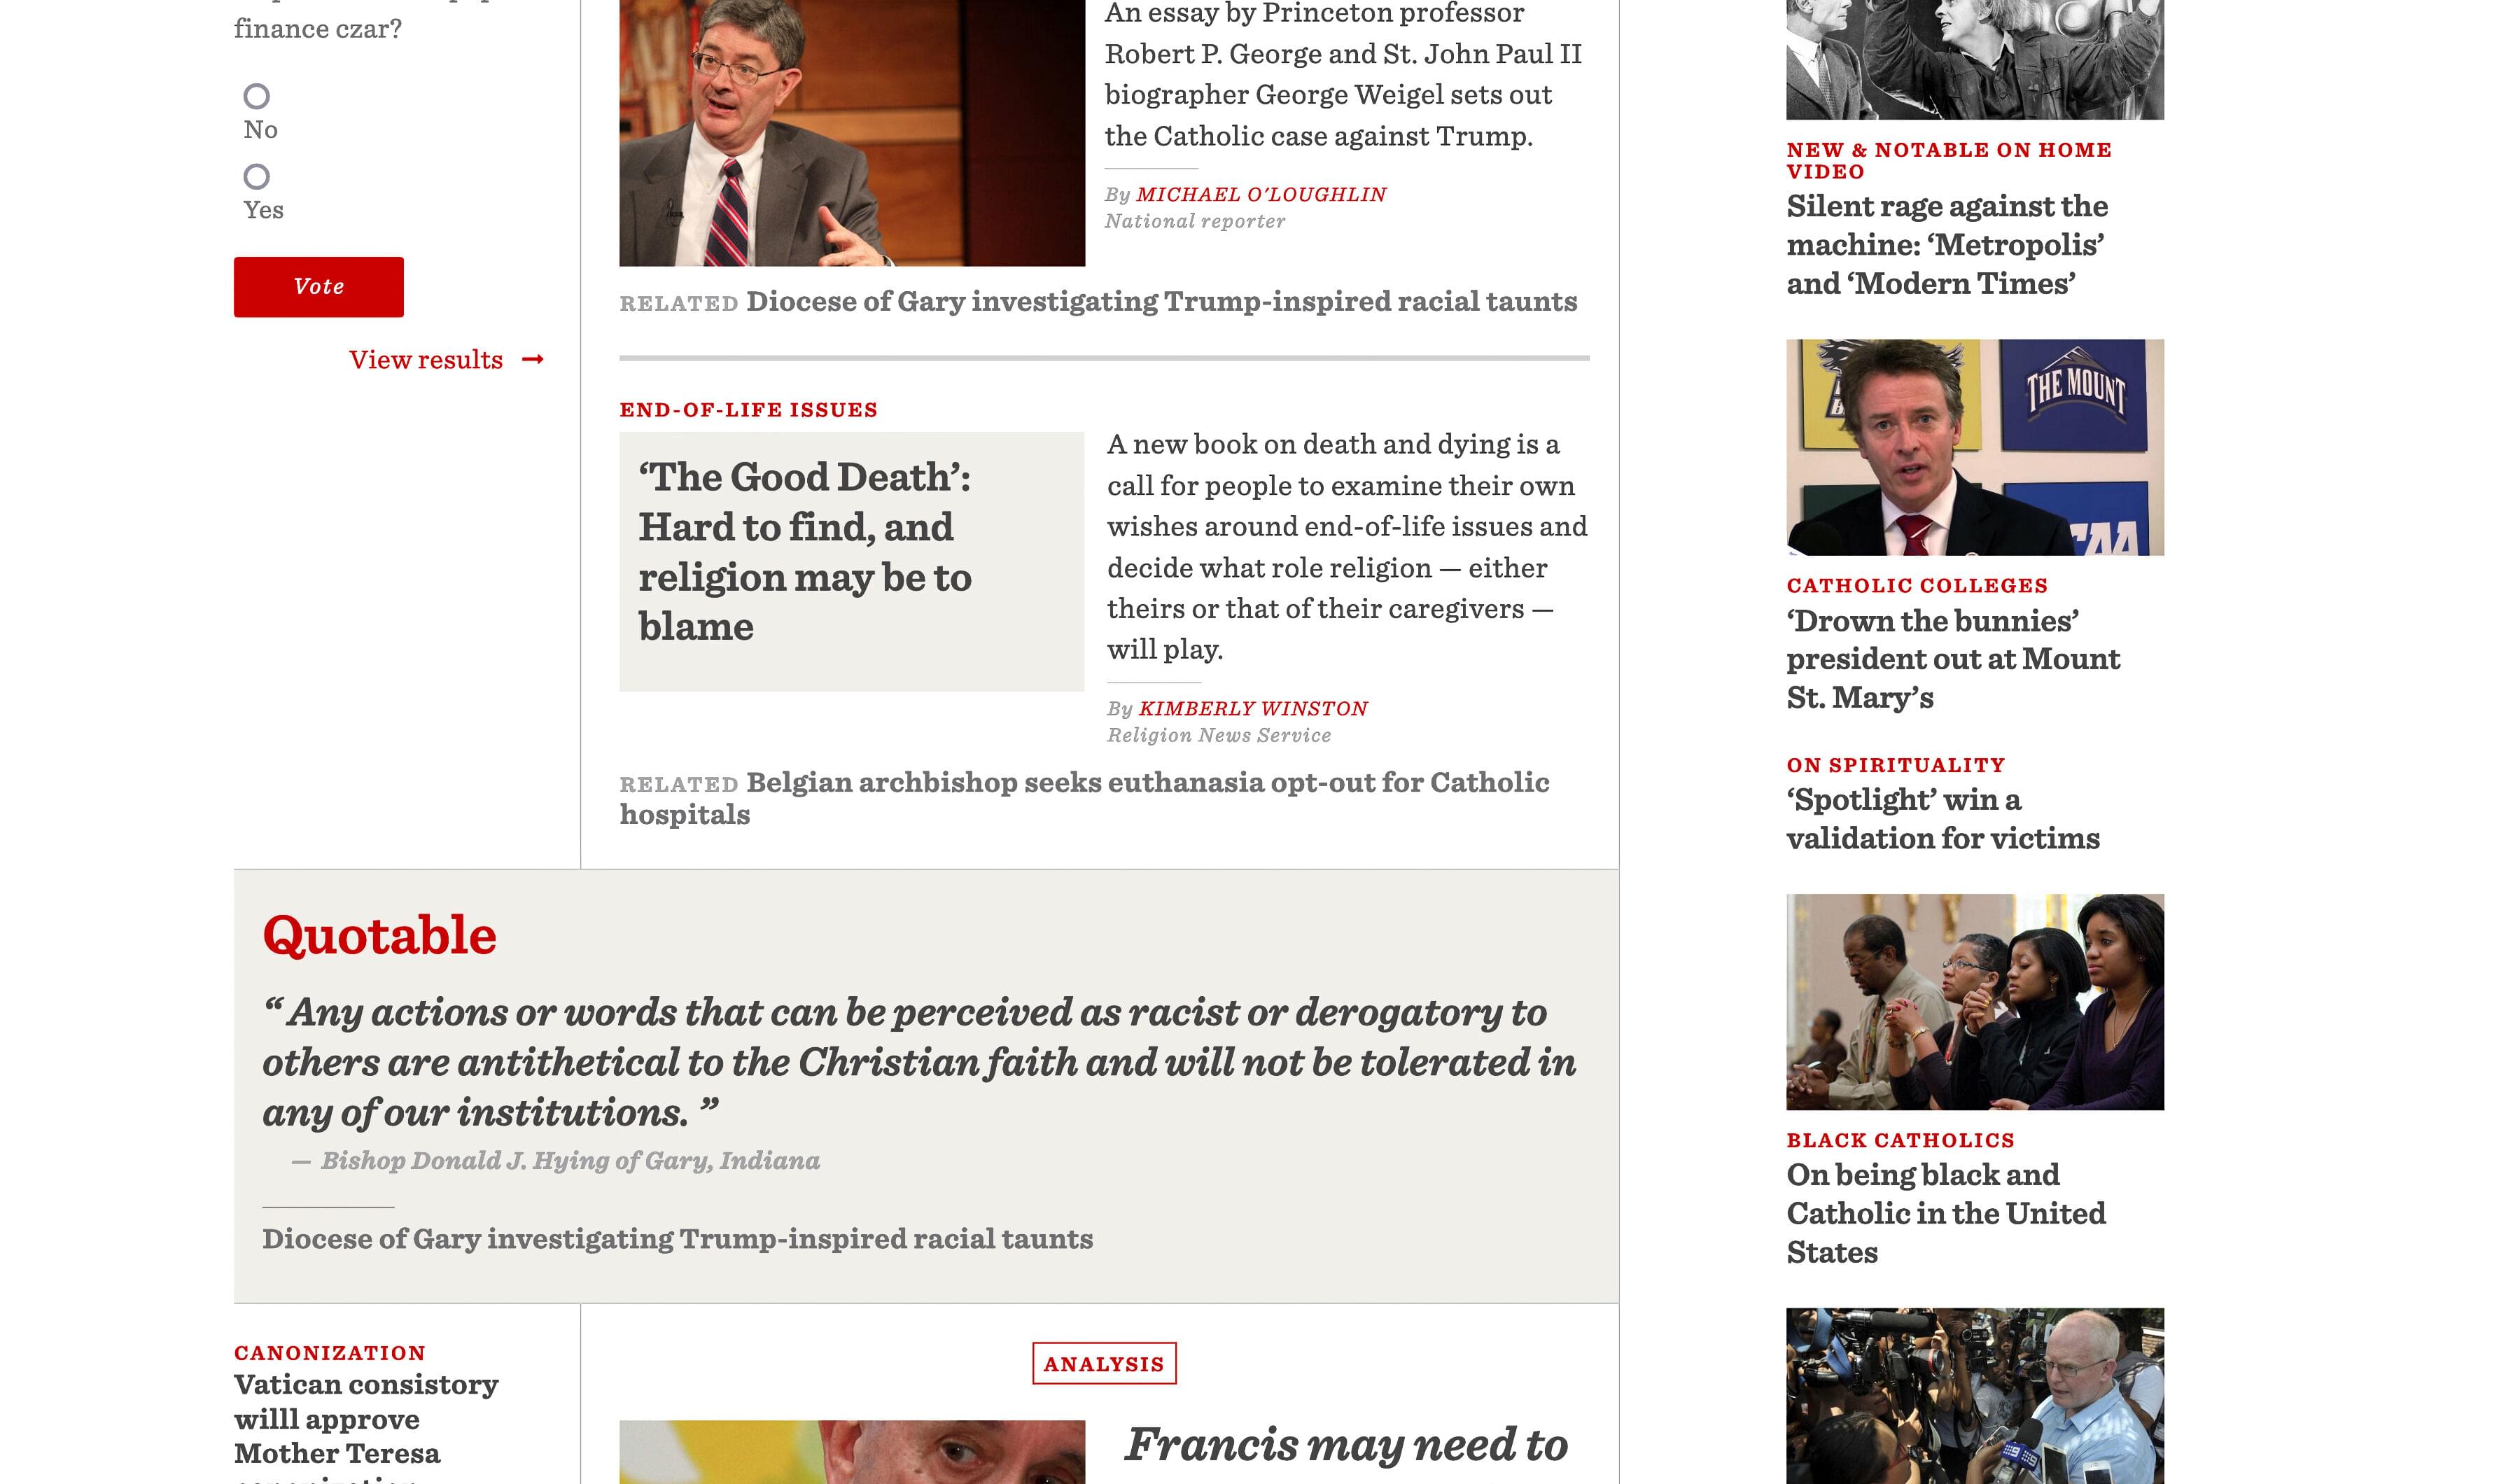 finance czar?
No
Yes
Vote
View results
An essay by Princeton professor
Robert P. George and St. John Paul II
biographer George Weigel sets out
the Catholic case against Trump.
By MICHAEL O'LOUGHLIN
National reporter
RELATED Diocese of Gary investigating Trump-inspired racial taunts
END-OF-LIFE ISSUES
‘The Good Death’:
Hard to find, and
religion may be to
blame
A new book on death and dying is a
call for people to examine their own
wishes around end-of-life issues and
decide what role religion — either
theirs or that of their caregivers —
will play.
By KIMBERLY WINSTON
Religion News Service
RELATED Belgian archbishop seeks euthanasia opt-out for Catholic
hospitals
Quotable
“ Any actions or words that can be perceived as racist or derogatory to
others are antithetical to the Christian faith and will not be tolerated in
any of our institutions. ”
— Bishop Donald J. Hying of Gary, Indiana
Diocese of Gary investigating Trump-inspired racial taunts
CANONIZATION
Vatican consistory
willl approve
Mother Teresa
ANALYSIS
Francis may need to
NEW & NOTABLE ON HOME
VIDEO
Silent rage against the
machine: ‘Metropolis’
and ‘Modern Times’
THE MOUNT
CATHOLIC COLLEGES
‘Drown the bunnies’
president out at Mount
St. Mary’s
ON SPIRITUALITY
‘Spotlight’ win a
validation for victims
BLACK CATHOLICS
On being black and
Catholic in the United
States